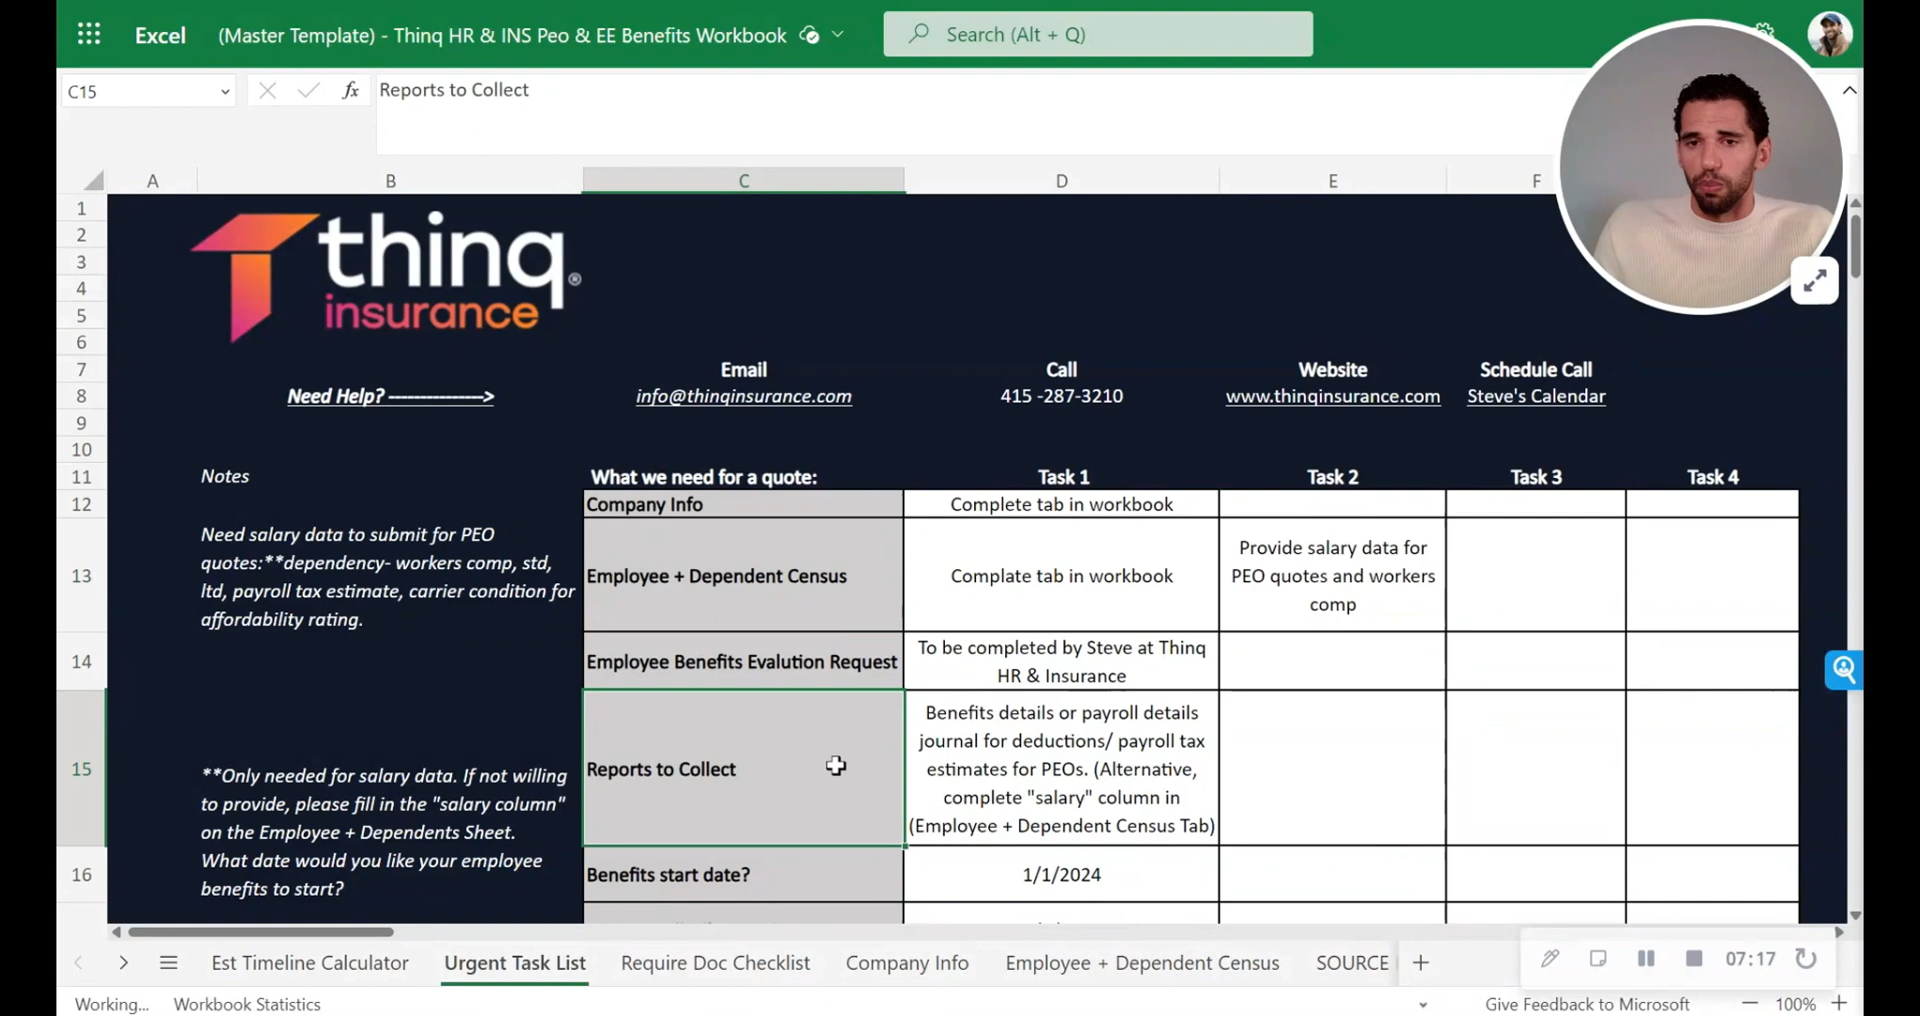 Excel
(Master Template) - Thinq HR & INS Peo & EE Benefits Workbook
Search (Alt + Q)
C15
fx
Reports to Collect
A
B
C
D
E
F
1
2
3
4
5
6
7
8
9
10
11
12
13
14
15
16
thinq®
insurance
Email
Call
Website
Schedule Call
Need Help? --------------->
info@thinqinsurance.com
415 -287-3210
www.thinqinsurance.com
Steve's Calendar
Notes
What we need for a quote:
Task 1
Task 2
Task 3
Task 4
Company Info
Complete tab in workbook
Need salary data to submit for PEO
quotes:**dependency- workers comp, std,
ltd, payroll tax estimate, carrier condition for
affordability rating.
Employee + Dependent Census
Complate tab in workbook
Provide salary data for
PEO quotes and workers
comp
Employee Benefits Evalution Request
To be completed by Steve at Thinq
HR & Insurance
**Only needed for salary data. If not willing
to provide, please fill in the "salary column"
on the Employee + Dependents Sheet.
Reports to Collect
Benefits details or payroll details
journal for deductions/ payroll tax
estimates for PEOs. (Alternative,
complete "salary" column in
(Employee + Dependent Census Tab)
What date would you like your employee
benefits to start?
Benefits start date?
1/1/2024
Est Timeline Calculator
Urgent Task List
Require Doc Checklist
Company Info
Employee + Dependent Census
SOURCE
07:17
Working...
Workbook Statistics
Give Feedback to Microsoft
100%